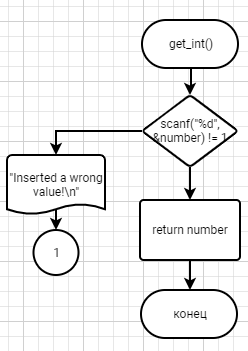 get_int()
scanf("%d",
&number) != 1
"Inserted a wrong
value!\n"
return number
1
конец